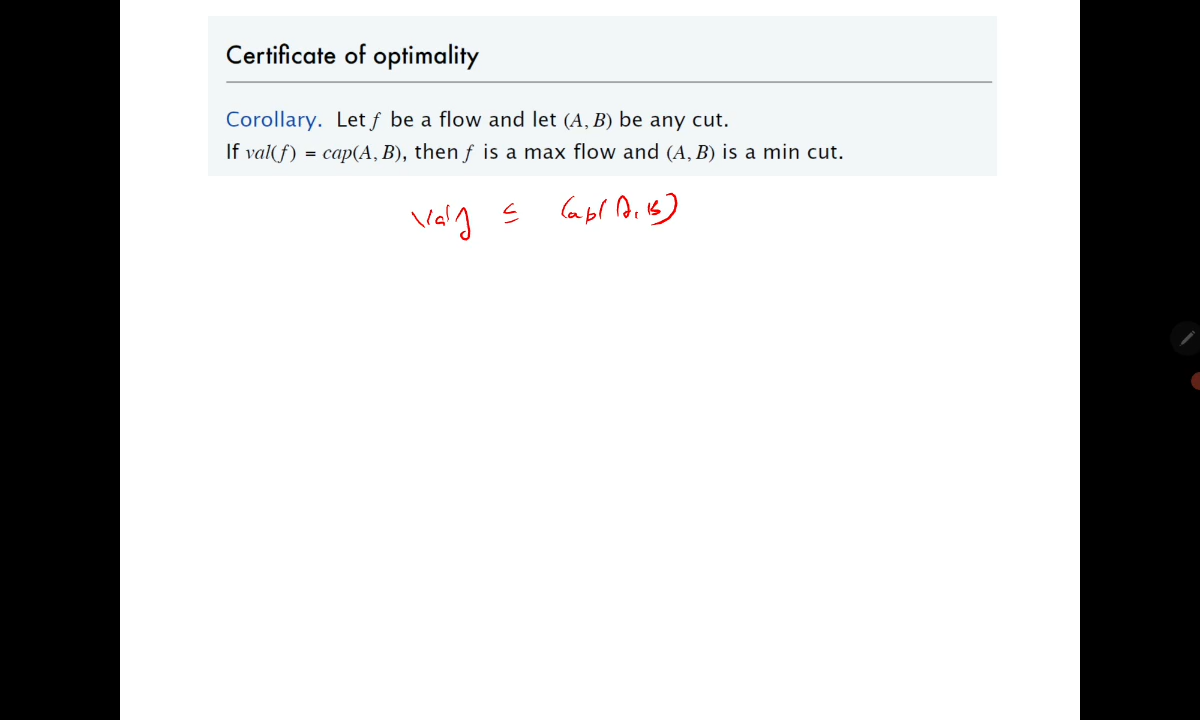 Certificate of optimality
Corollary. Let f be a flow and let (A, B) be any cut.
If val(f) = cap(A, B), then f is a max flow and (A, B) is a min cut.
val f ≤ cap(A, B)